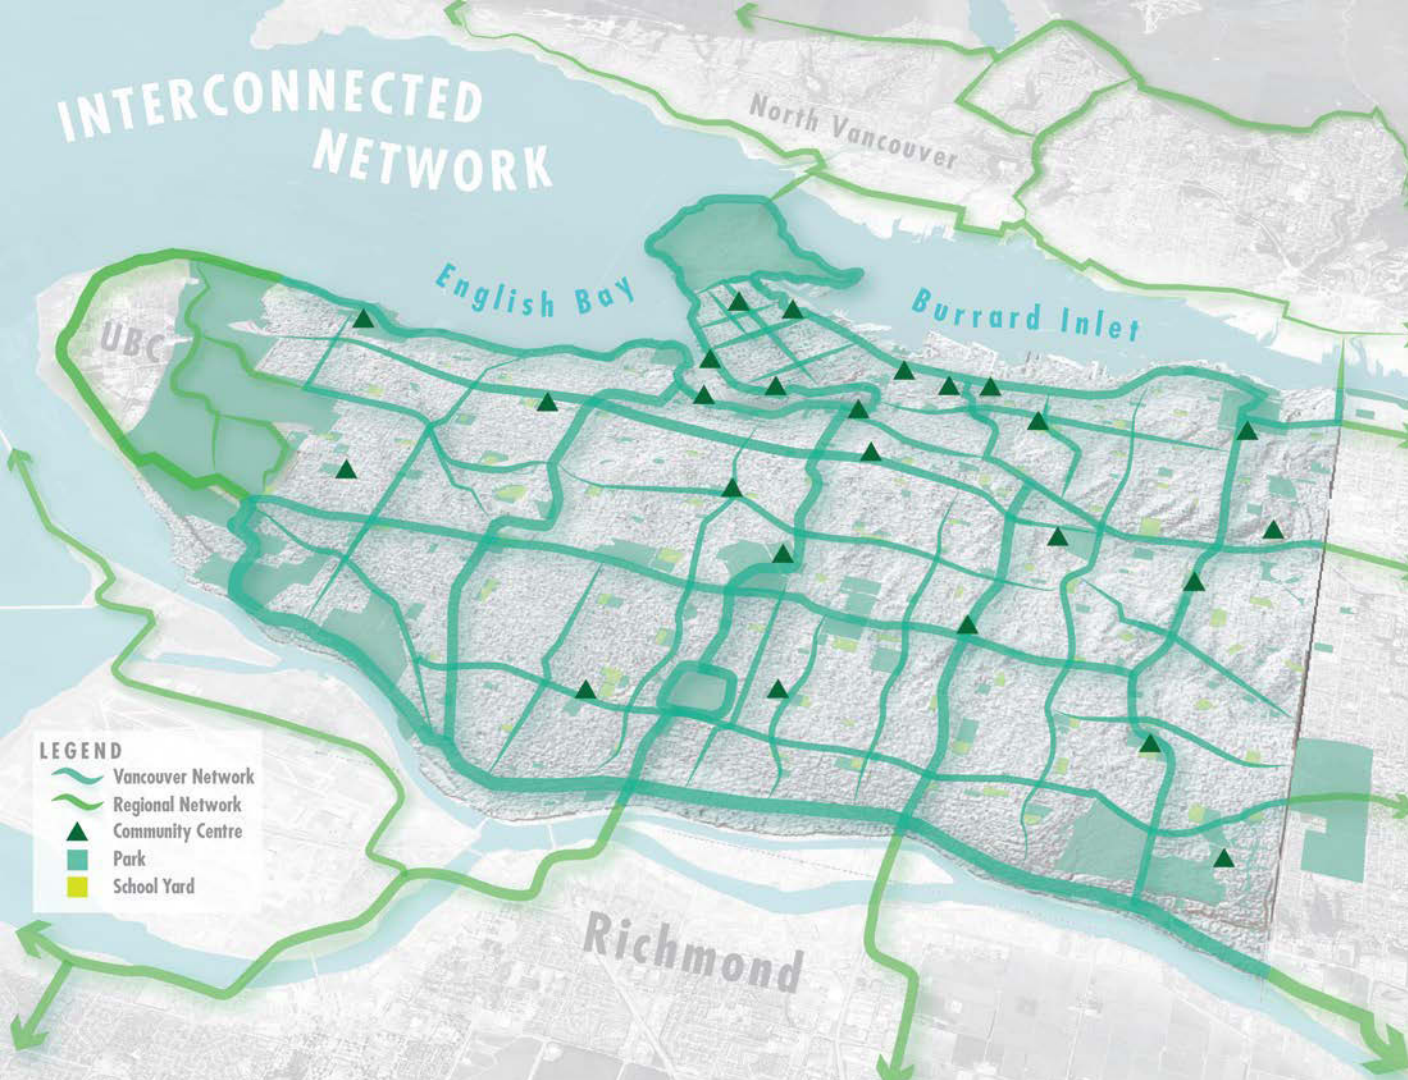 INTERCONNECTED
NETWORK
North Vancouver
English Bay
Burrard Inlet
UBC
LEGEND
Vancouver Network
Regional Network
Community Centre
Park
School Yard
Richmond